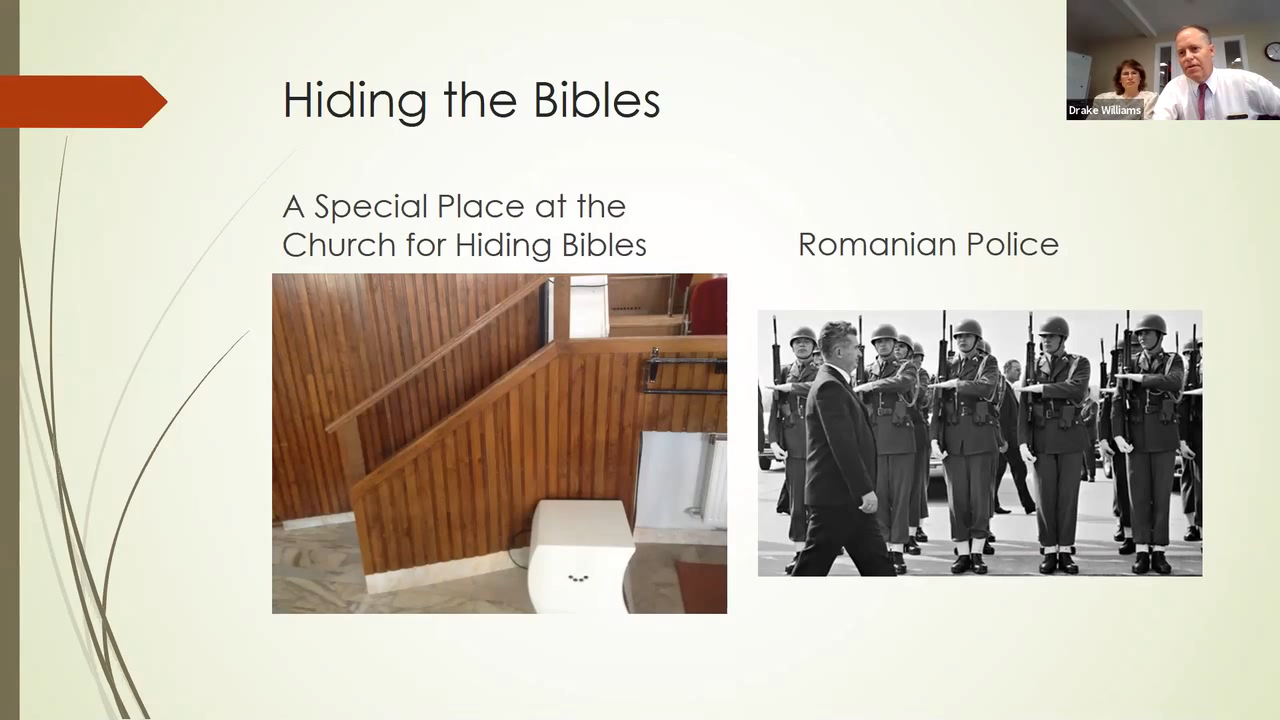 Hiding the Bibles
Drake Williams
A Special Place at the
Church for Hiding Bibles
Romanian Police